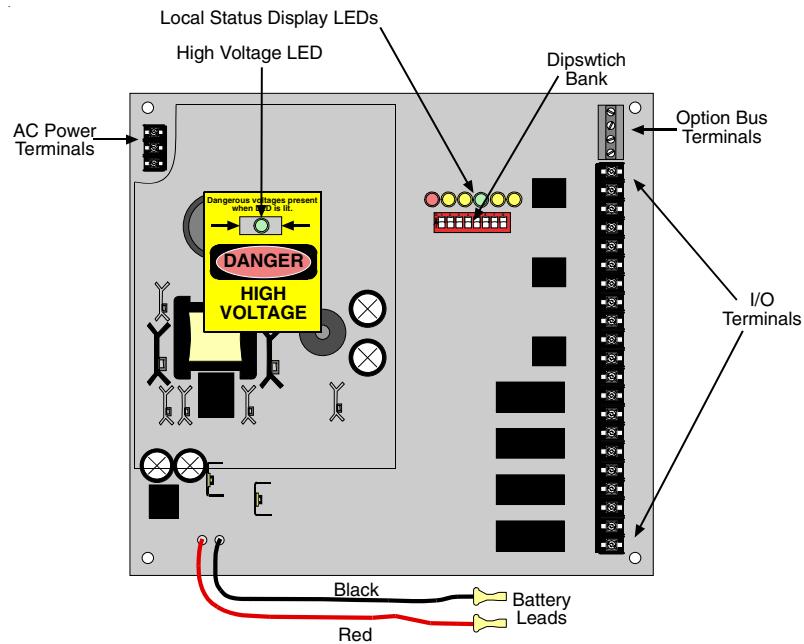 Local Status Display LEDs
High Voltage LED
Dipswtich
Bank
AC Power
Terminals
Option Bus
Terminals
Dangerous voltages present
when LED is lit.
DANGER
HIGH
VOLTAGE
I/O
Terminals
Black
Battery
Leads
Red